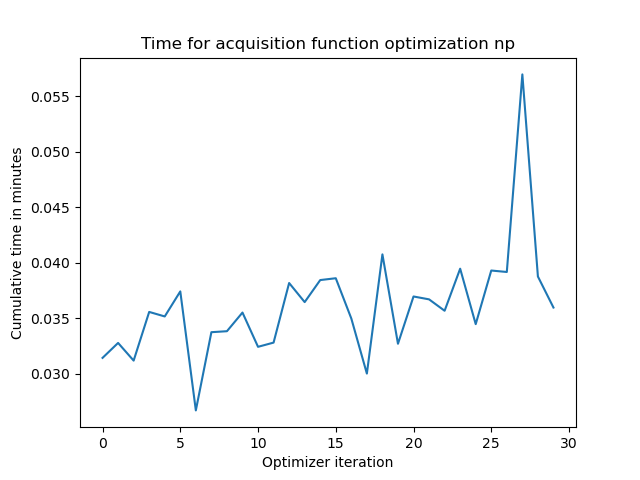 Time for acquisition function optimization np
Cumulative time in minutes
0.055
0.050
0.045
0.040
0.035
0.030
0 5 10 15 20 25 30
Optimizer iteration